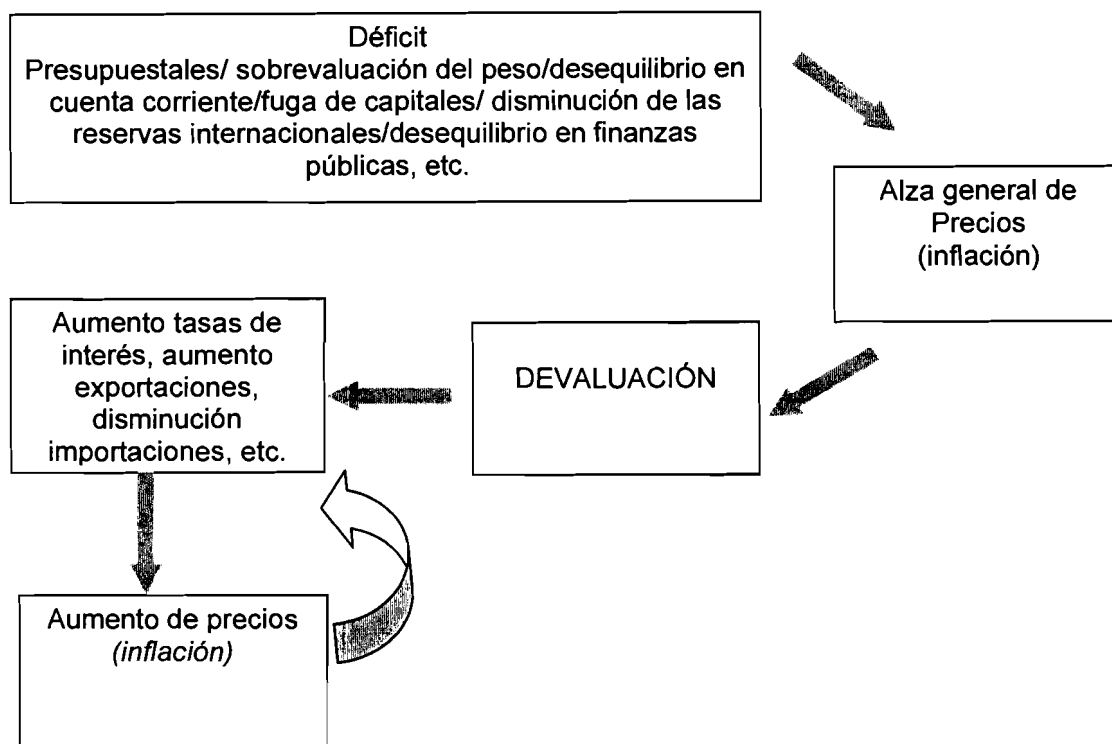 Déficit
Presupuestales/ sobrevaluación del peso/desequilibrio en
cuenta corriente/fuga de capitales/ disminución de las
reservas internacionales/desequilibrio en finanzas
públicas, etc.
Alza general de
Precios
(inflación)
DEVALUACIÓN
Aumento tasas de
interés, aumento
exportaciones,
disminución
importaciones, etc.
Aumento de precios
(inflación)